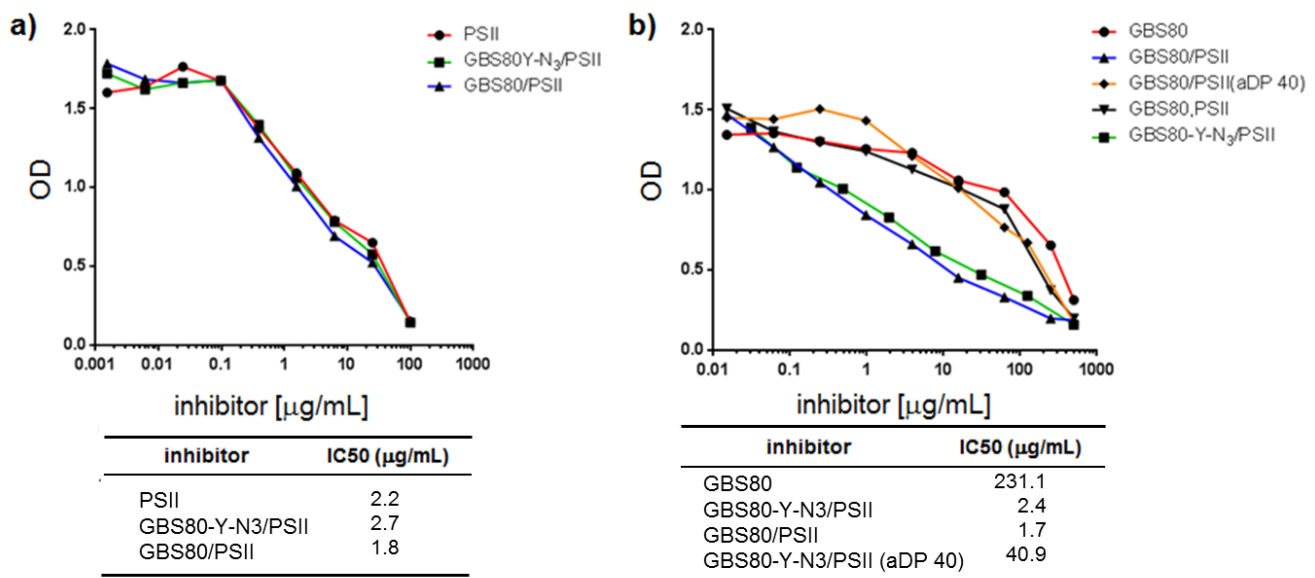 a)
2.0
1.5
1.0
0.5
0.0
OD
0.001
0.01
0.1
1
10
100
1000
inhibitor [μg/mL]
PSII
GBS80Y-N₃/PSII
GBS80/PSII
inhibitor IC50 (μg/mL)
PSII 2.2
GBS80-Y-N3/PSII 2.7
GBS80/PSII 1.8
b)
2.0
1.5
1.0
0.5
0.0
OD
0.01
0.1
1
10
100
1000
inhibitor [μg/mL]
GBS80
GBS80/PSII
GBS80/PSII(aDP 40)
GBS80,PSII
GBS80-Y-N₃/PSII
inhibitor IC50 (μg/mL)
GBS80 231.1
GBS80-Y-N3/PSII 2.4
GBS80/PSII 1.7
GBS80-Y-N3/PSII (aDP 40) 40.9